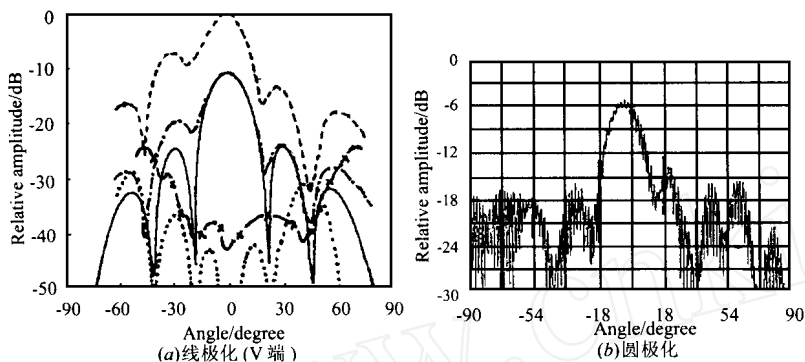 Relative amplitude/dB
0
-10
-20
-30
-40
-50
-90 -60 -30 0 30 60 90
Angle/degree
(a)线极化(V端)
Relative amplitude/dB
0
-6
-12
-18
-24
-30
-90 -54 -18 18 54 90
Angle/degree
(b)圆极化